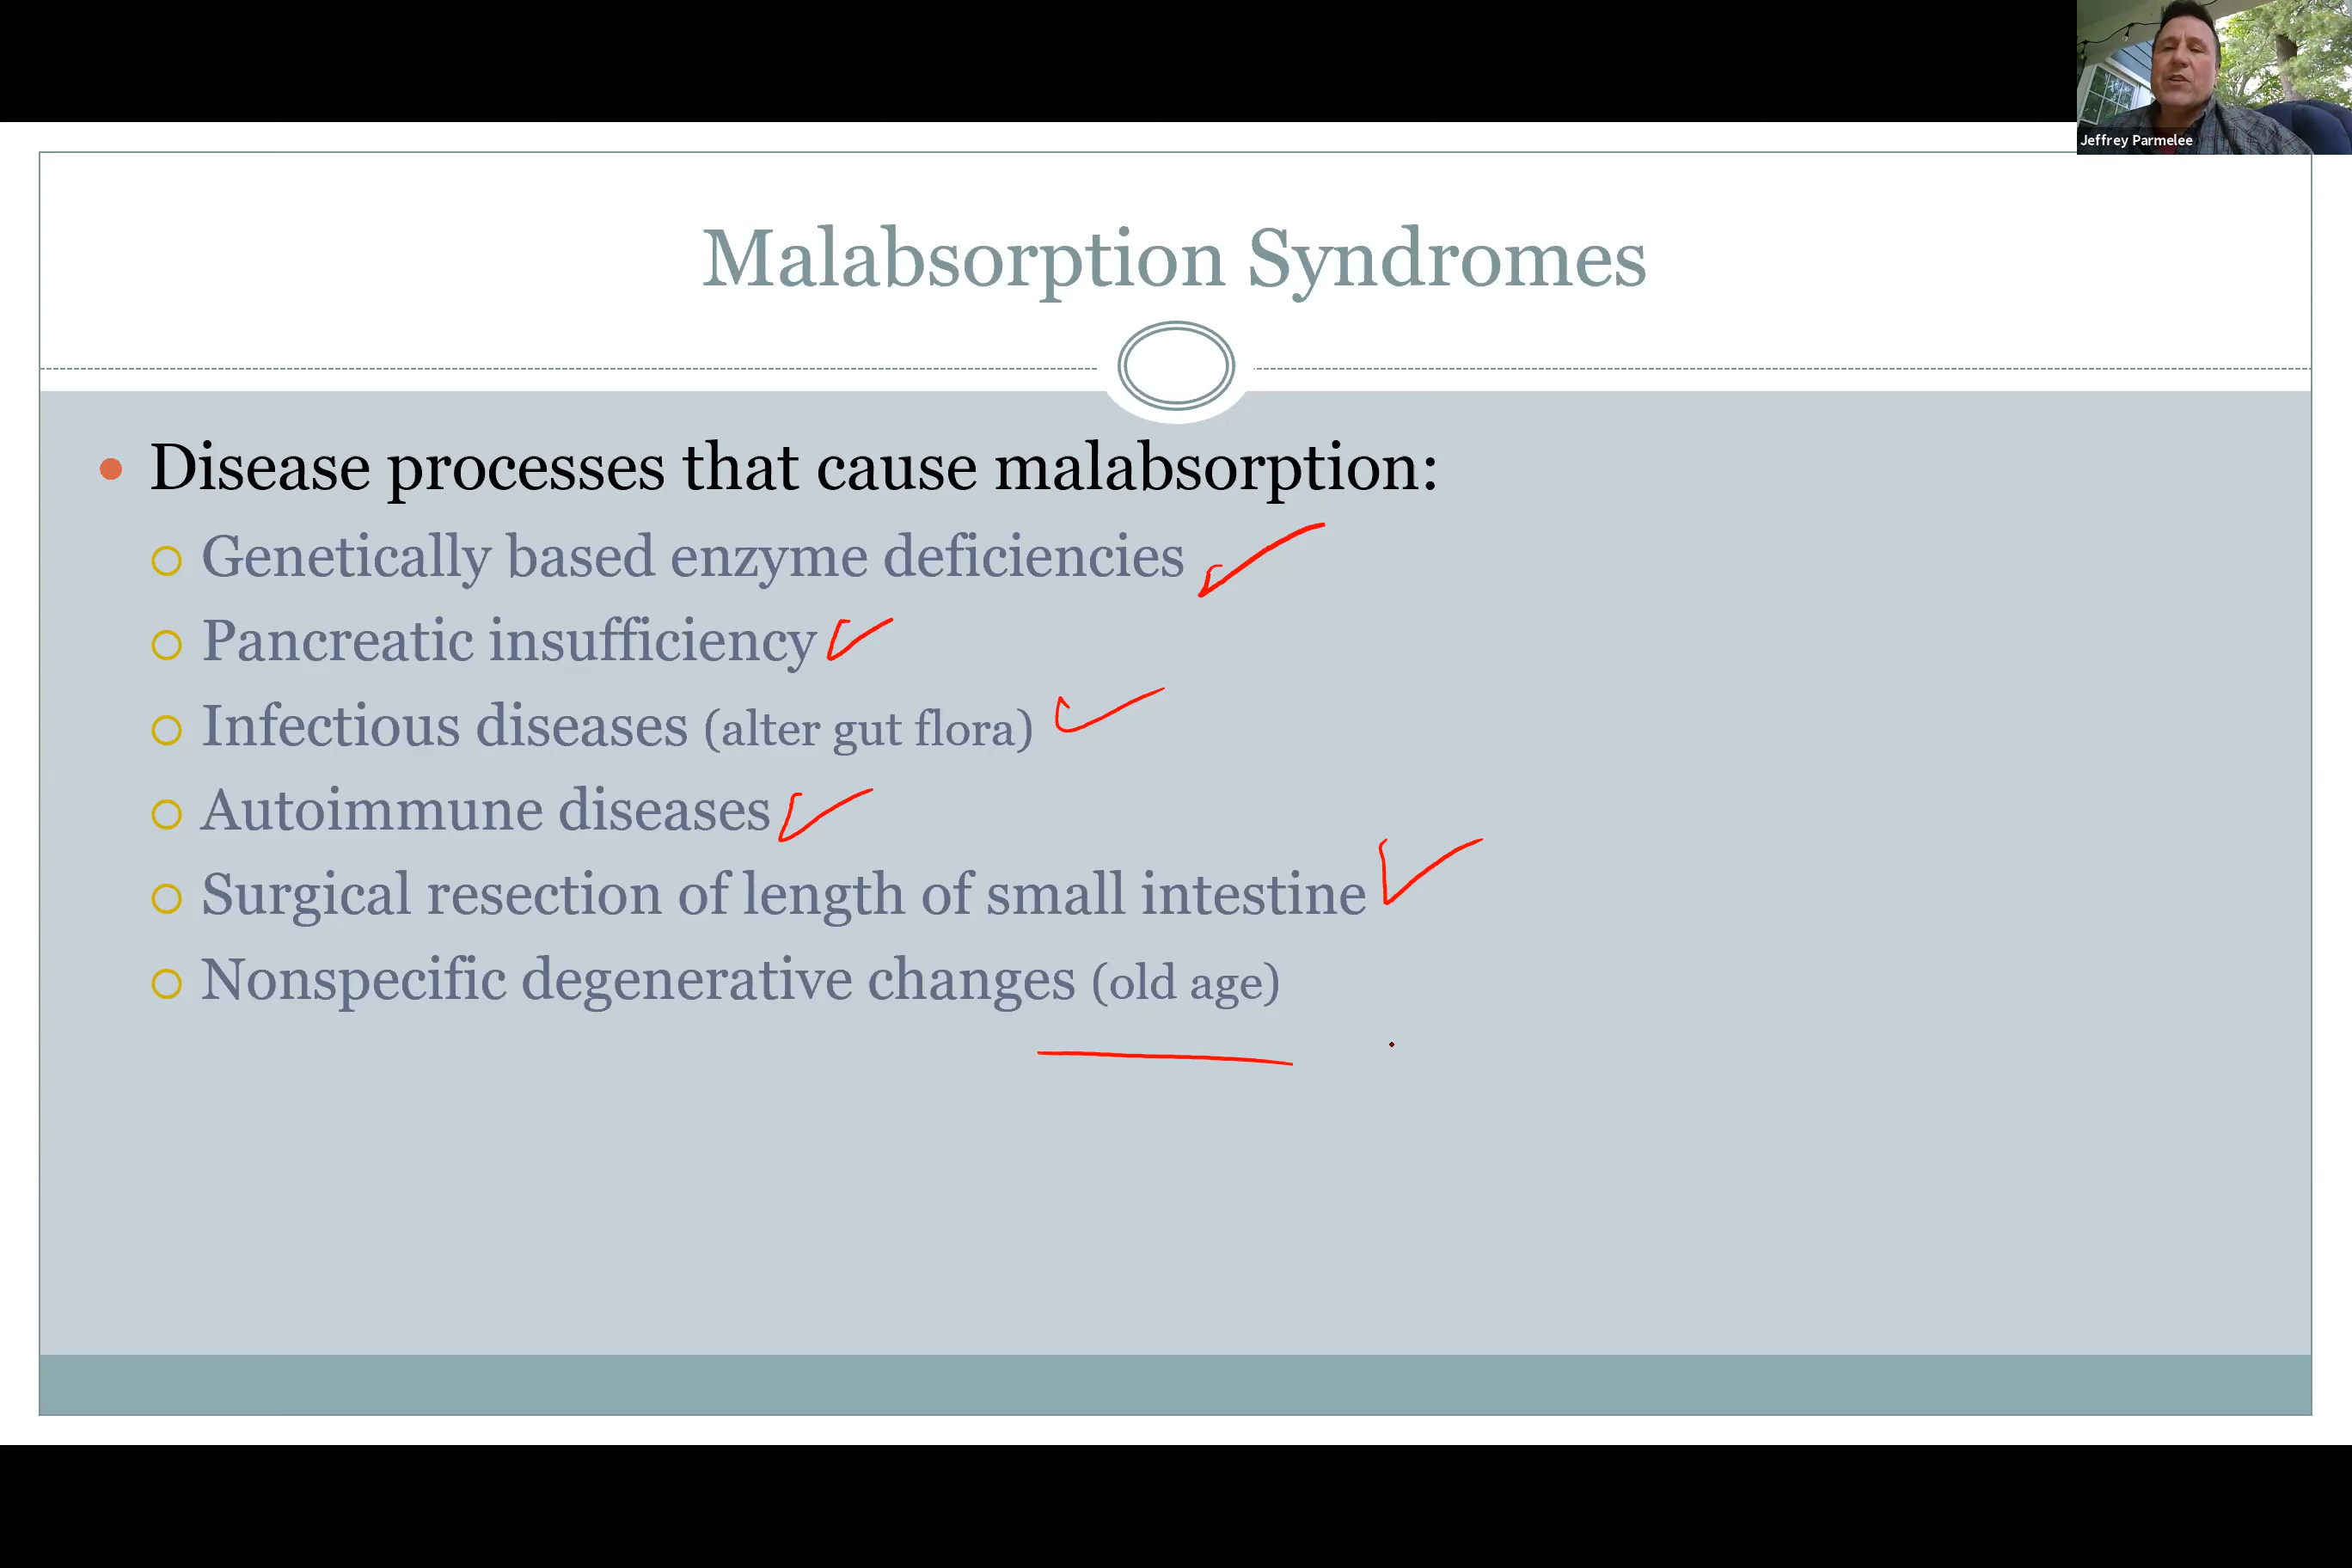 Jeffrey Parmelee
Malabsorption Syndromes
Disease processes that cause malabsorption:
Genetically based enzyme deficiencies
Pancreatic insufficiency
Infectious diseases (alter gut flora)
Autoimmune diseases
Surgical resection of length of small intestine
Nonspecific degenerative changes (old age)